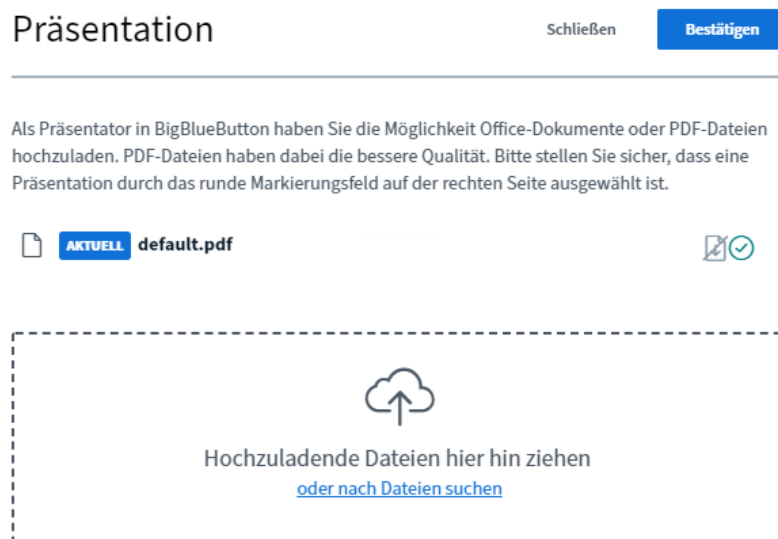 Präsentation
Schließen
Bestätigen
Als Präsentator in BigBlueButton haben Sie die Möglichkeit Office-Dokumente oder PDF-Dateien
hochzuladen. PDF-Dateien haben dabei die bessere Qualität. Bitte stellen Sie sicher, dass eine
Präsentation durch das runde Markierungsfeld auf der rechten Seite ausgewählt ist.
AKTUELL default.pdf
Hochzuladende Dateien hier hin ziehen
oder nach Dateien suchen